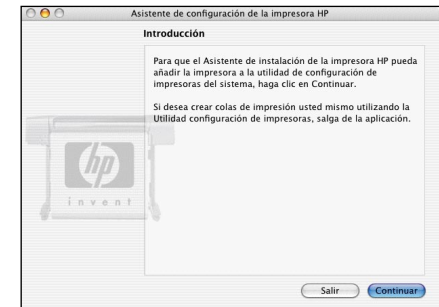 Asistente de configuración de la impresora HP
Introducción
Para que el Asistente de instalación de la impresora HP pueda
añadir la impresora a la utilidad de configuración de
impresoras del sistema, haga clic en Continuar.
Si desea crear colas de impresión usted mismo utilizando la
Utilidad configuración de impresoras, salga de la aplicación.
hp
invent
Salir
Continuar